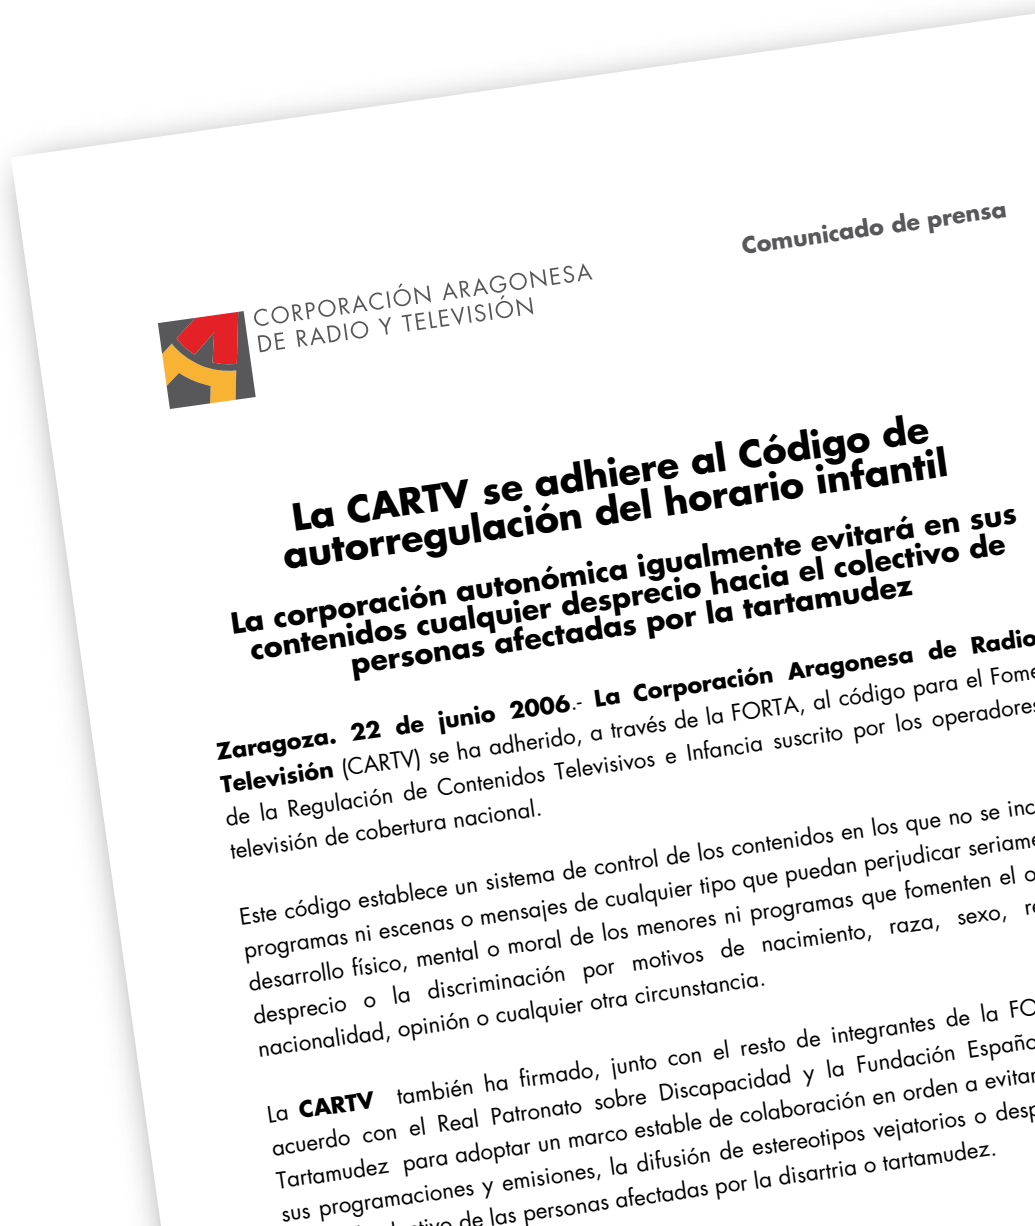 Comunicado de prensa
CORPORACIÓN ARAGONESA
DE RADIO Y TELEVISIÓN
La CARTV se adhiere al Código de
autorregulación del horario infantil
La corporación autonómica igualmente evitará en sus
contenidos cualquier desprecio hacia el colectivo de
personas afectadas por la tartamudez
Zaragoza. 22 de junio 2006.- La Corporación Aragonesa de Radio
Televisión (CARTV) se ha adherido, a través de la FORTA, al código para el
de la Regulación de Contenidos Televisivos e Infancia suscrito por los operadores
televisión de cobertura nacional.
Este código establece un sistema de control de los contenidos en los que no se
programas ni escenas o mensajes de cualquier tipo que puedan perjudicar
desarrollo físico, mental o moral de los menores ni programas que fomenten el
desprecio o la discriminación por motivos de nacimiento, raza, sexo,
nacionalidad, opinión o cualquier otra circunstancia.
La CARTV también ha firmado, junto con el resto de integrantes de la
acuerdo con el Real Patronato sobre Discapacidad y la Fundación
Tartamudez para adoptar un marco estable de colaboración en orden a
sus programaciones y emisiones, la difusión de estereotipos vejatorios o
de las personas afectadas por la disartria o tartamudez.